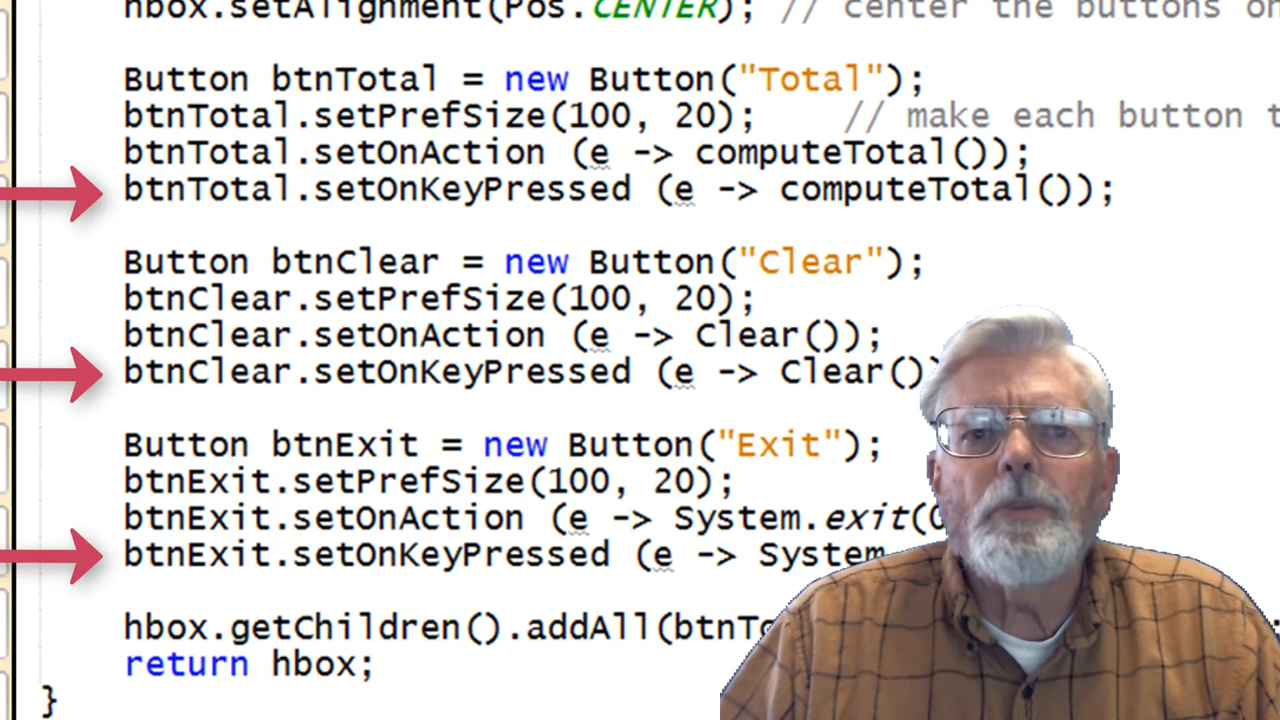 hbox.setAlignment(Pos.CENTER); // center the buttons on
Button btnTotal = new Button("Total");
btnTotal.setPrefSize(100, 20);    // make each button t
btnTotal.setOnAction (e -> computeTotal());
btnTotal.setOnKeyPressed (e -> computeTotal());
Button btnClear = new Button("Clear");
btnClear.setPrefSize(100, 20);
btnClear.setOnAction (e -> Clear());
btnClear.setOnKeyPressed (e -> Clear()
Button btnExit = new Button("Exit");
btnExit.setPrefSize(100, 20);
btnExit.setOnAction (e -> System.exit(
btnExit.setOnKeyPressed (e -> System
hbox.getChildren().addAll(btnTo
return hbox;
}